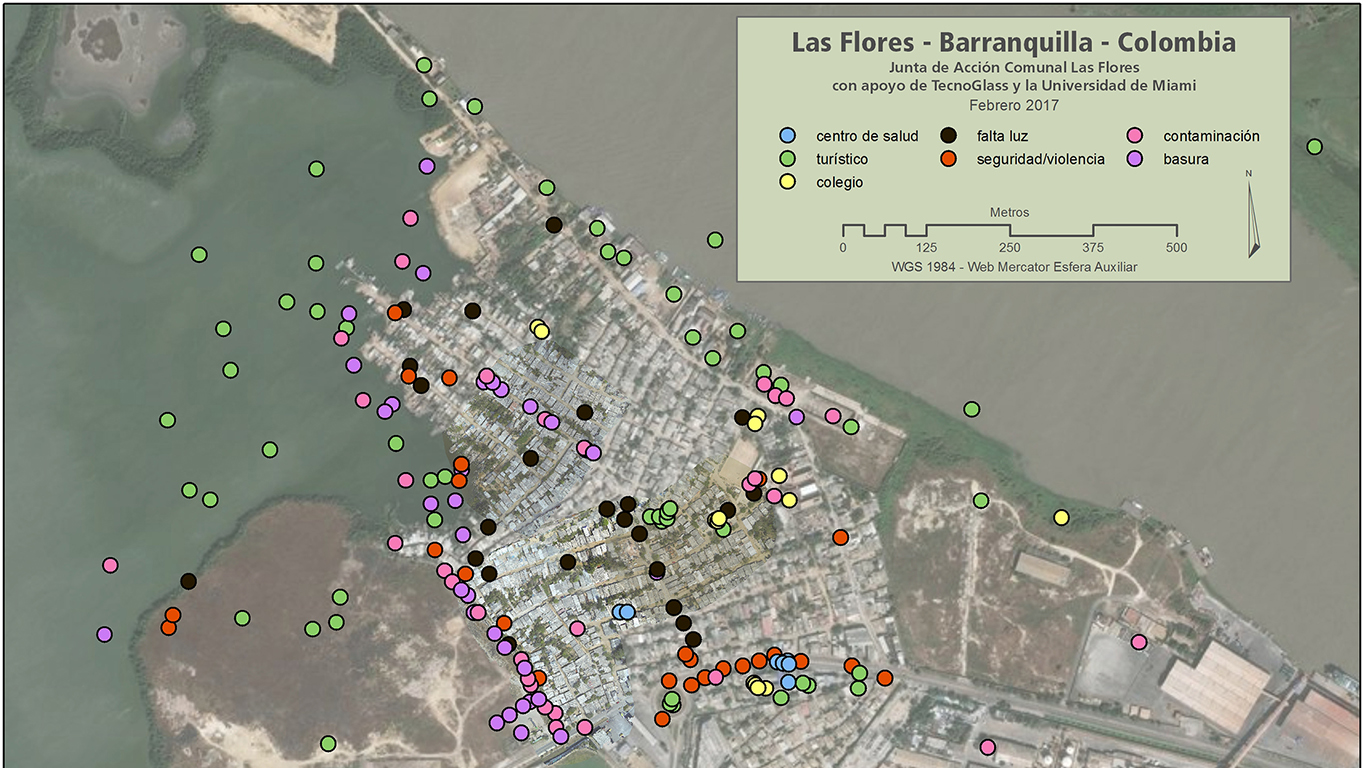 Las Flores - Barranquilla - Colombia
Junta de Acción Comunal Las Flores
con apoyo de TecnoGlass y la Universidad de Miami
Febrero 2017
centro de salud
falta luz
contaminación
turístico
seguridad/violencia
basura
colegio
N
Metros
0 125 250 375 500
WGS 1984 - Web Mercator Esfera Auxiliar